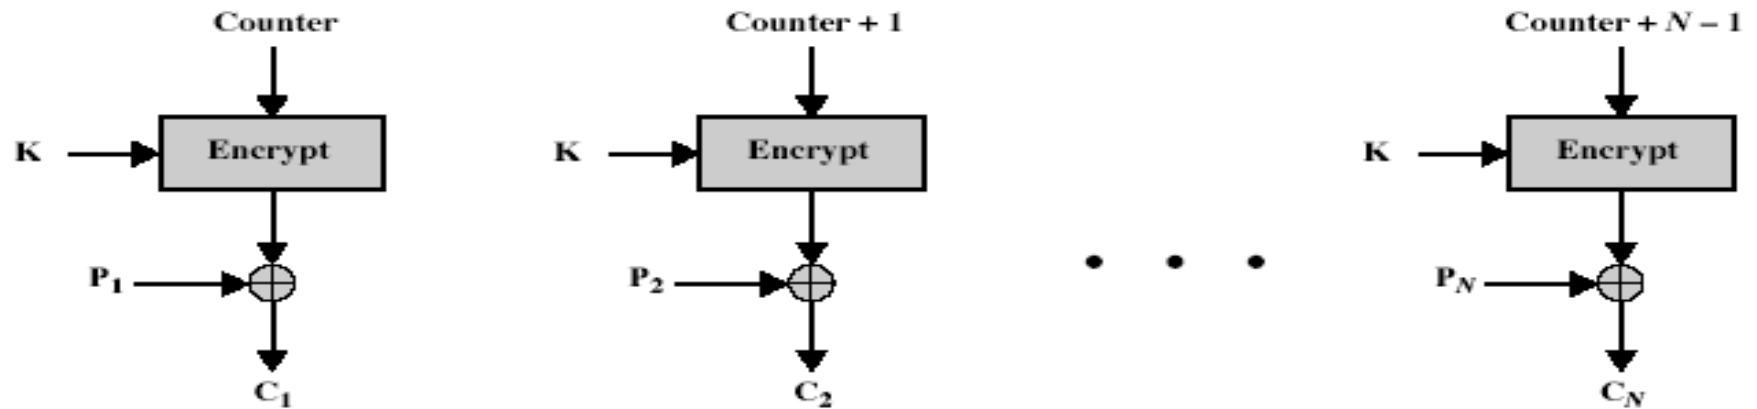 Counter Counter + 1 Counter + N – 1
K Encrypt K Encrypt K Encrypt
P1 P2 PN
C1 C2 CN